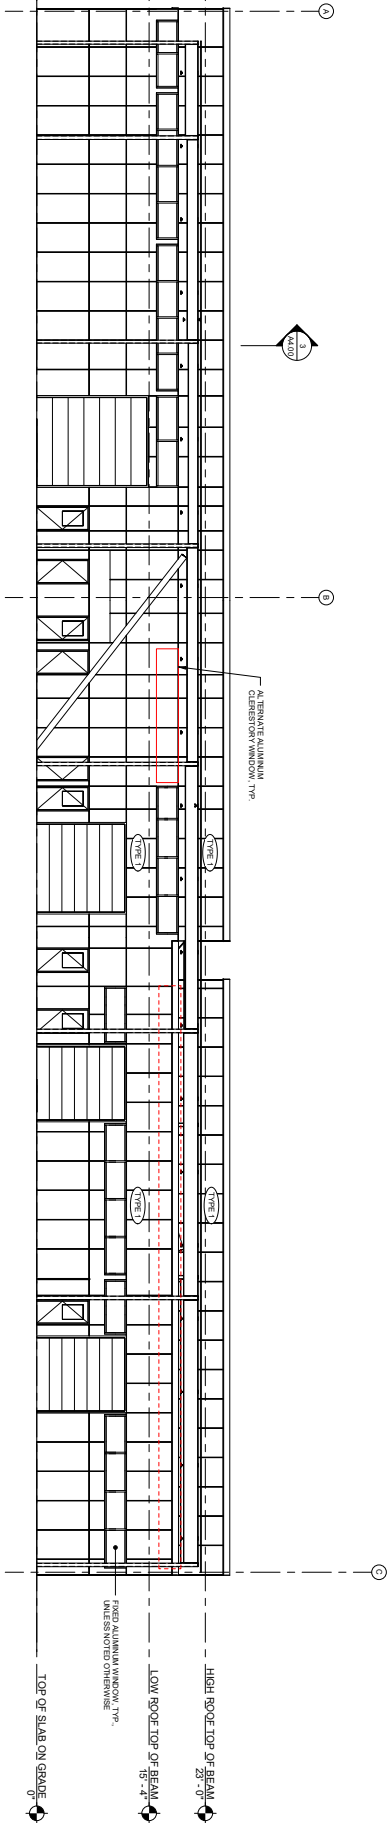 A
3
A4.00
B
ALTERNATE ALUMINUM
CLERESTORY WINDOW, TYP.
TYPE 1
TYPE 1
TYPE 1
TYPE 1
C
FIXED ALUMINUM WINDOW, TYP.,
UNLESS NOTED OTHERWISE
HIGH ROOF TOP OF BEAM
23' - 0"
LOW ROOF TOP OF BEAM
15' - 4"
TOP OF SLAB ON GRADE
0"